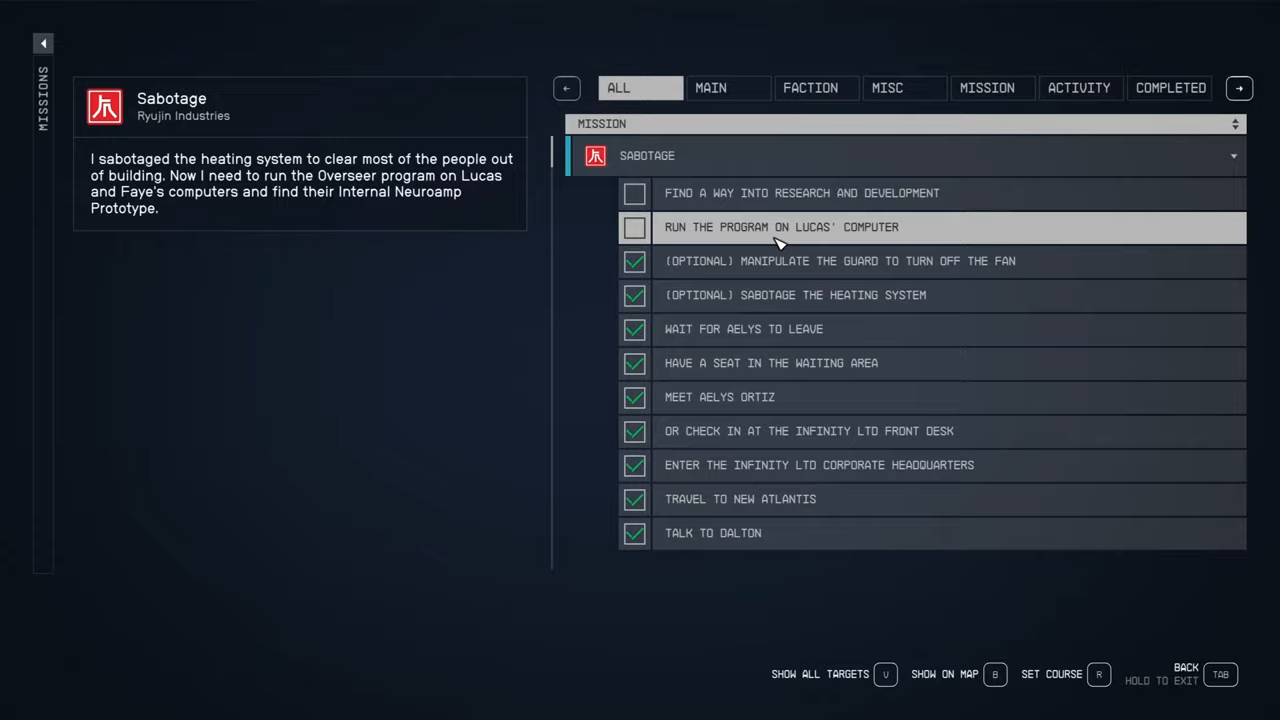 MISSIONS
Sabotage
Ryujin Industries
I sabotaged the heating system to clear most of the people out
of building. Now I need to run the Overseer program on Lucas
and Faye's computers and find their Internal Neuroamp
Prototype.
ALL MAIN FACTION MISC MISSION ACTIVITY COMPLETED
MISSION
SABOTAGE
FIND A WAY INTO RESEARCH AND DEVELOPMENT
RUN THE PROGRAM ON LUCAS' COMPUTER
(OPTIONAL) MANIPULATE THE GUARD TO TURN OFF THE FAN
(OPTIONAL) SABOTAGE THE HEATING SYSTEM
WAIT FOR AELYS TO LEAVE
HAVE A SEAT IN THE WAITING AREA
MEET AELYS ORTIZ
OR CHECK IN AT THE INFINITY LTD FRONT DESK
ENTER THE INFINITY LTD CORPORATE HEADQUARTERS
TRAVEL TO NEW ATLANTIS
TALK TO DALTON
SHOW ALL TARGETS V SHOW ON MAP B SET COURSE R BACK TAB
HOLD TO EXIT